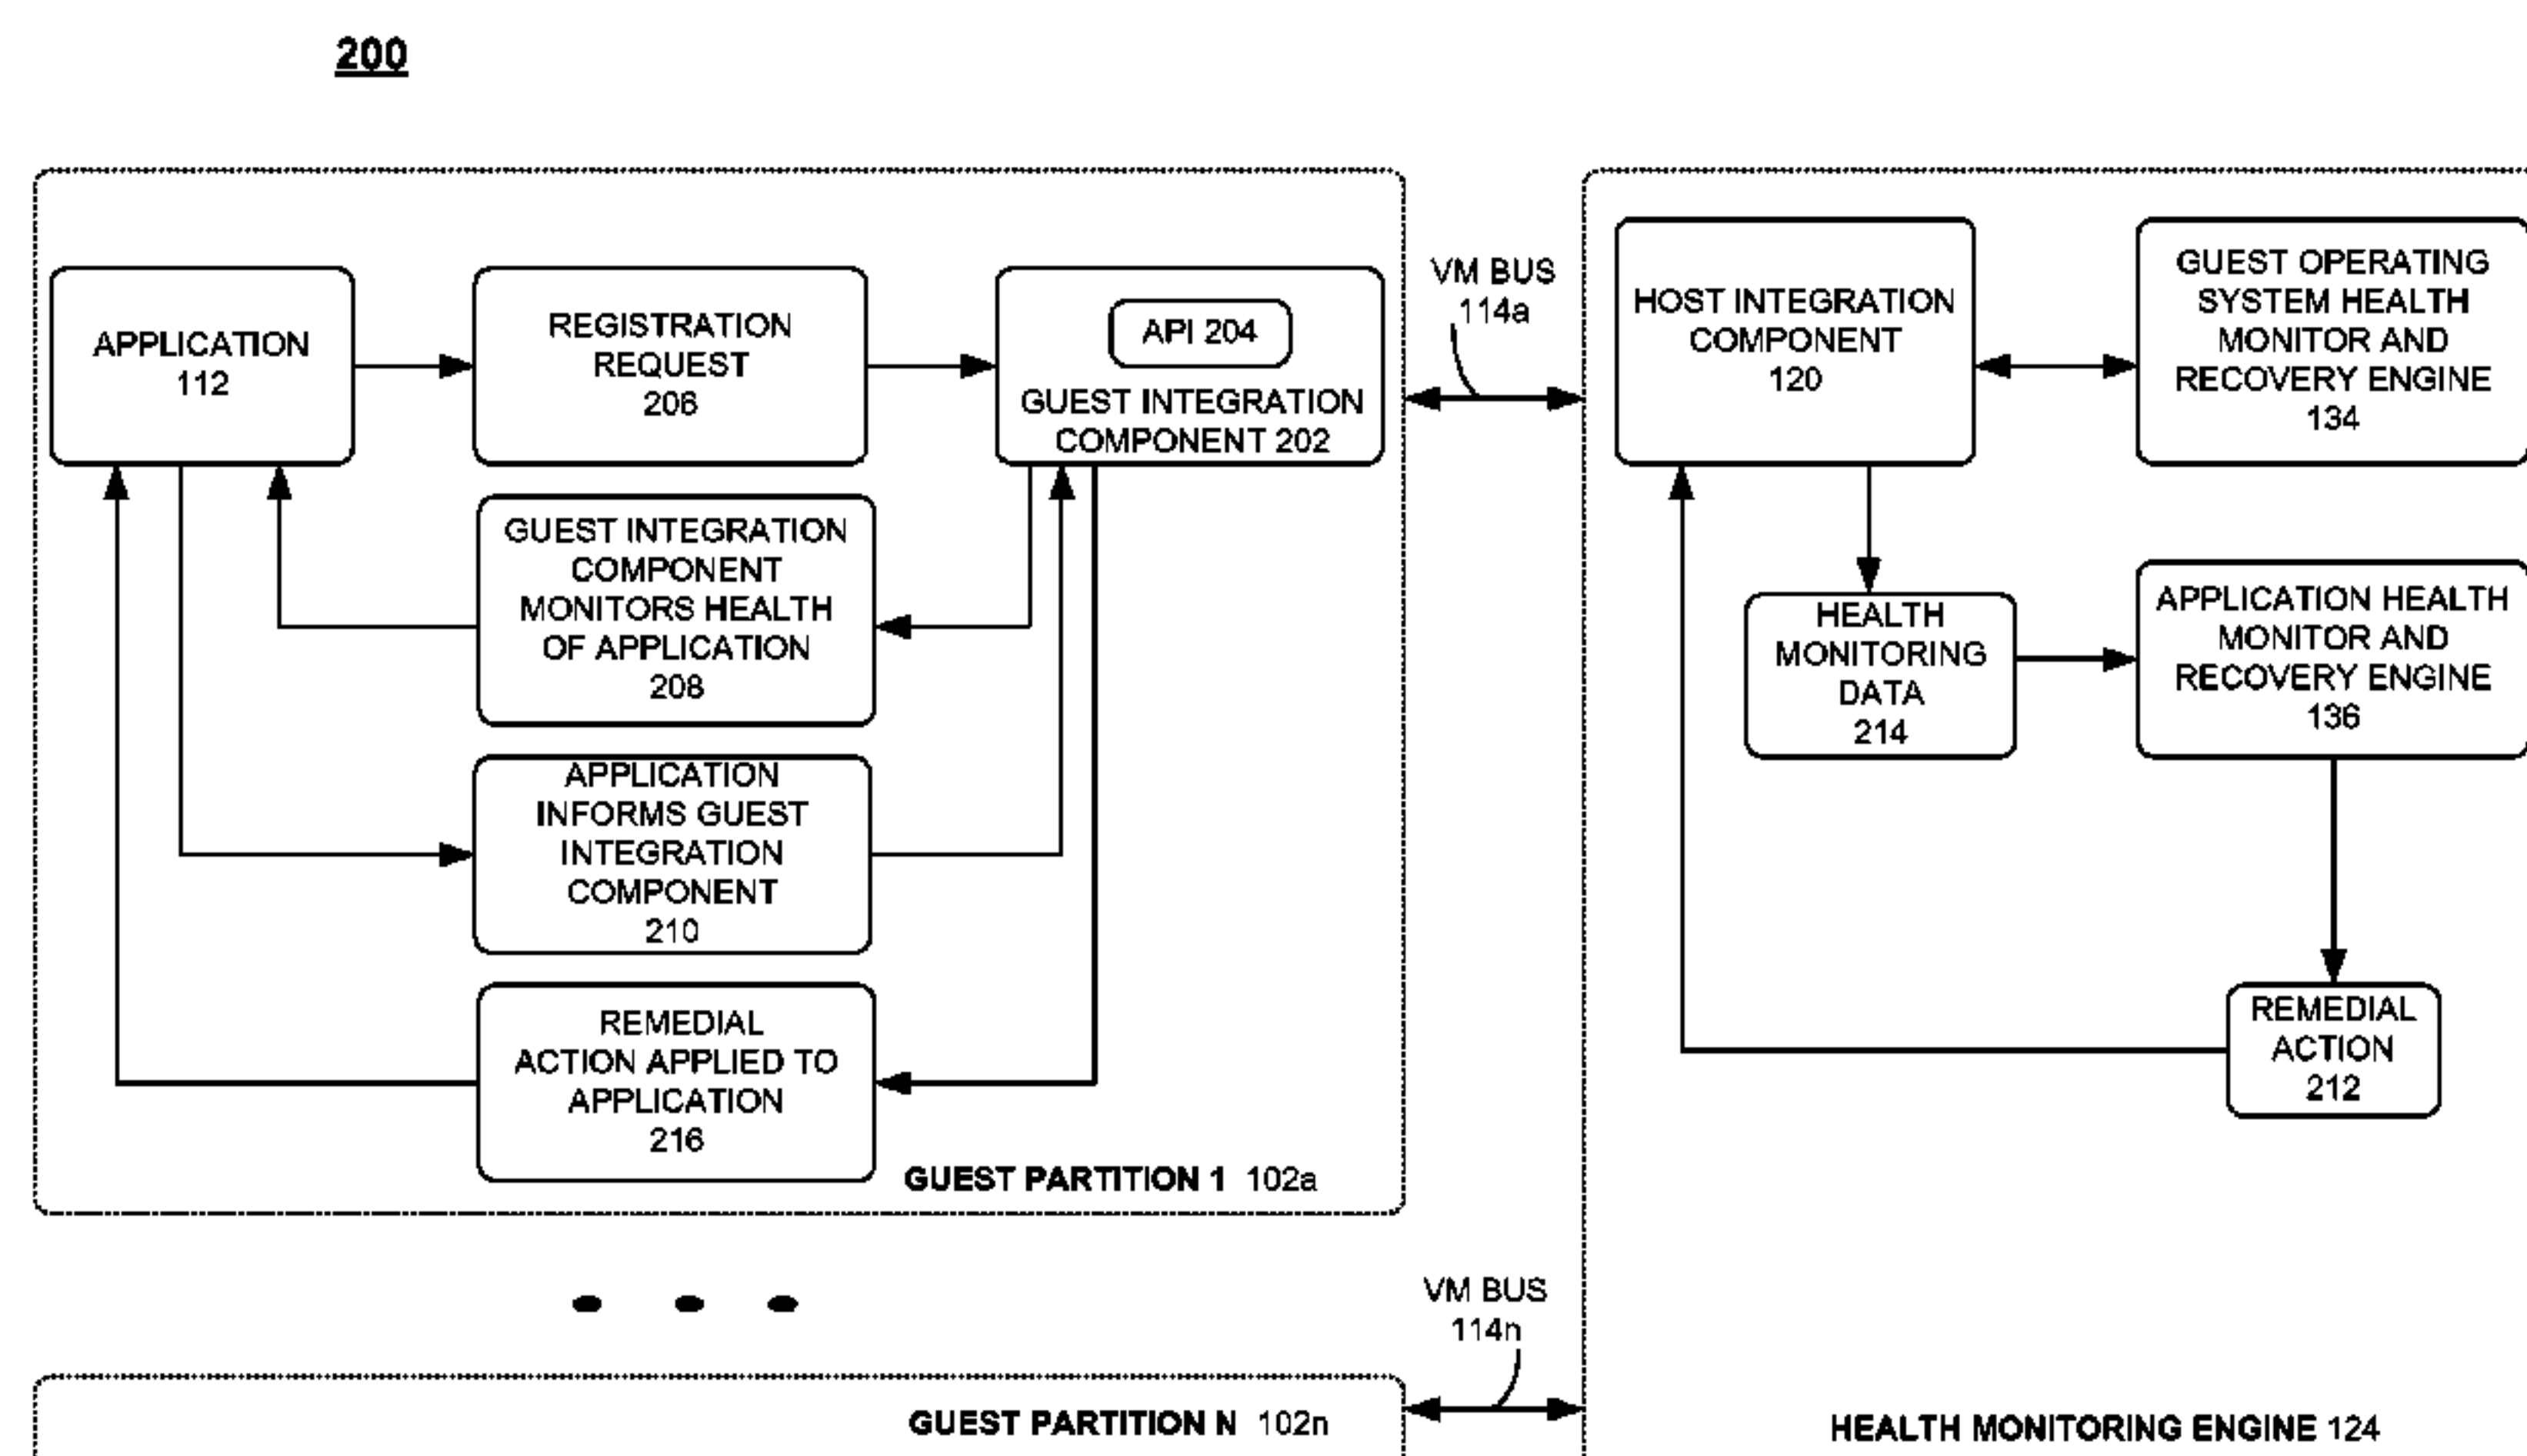 200
APPLICATION
112
REGISTRATION
REQUEST
206
API 204
GUEST INTEGRATION
COMPONENT 202
GUEST INTEGRATION
COMPONENT
MONITORS HEALTH
OF APPLICATION
208
APPLICATION
INFORMS GUEST
INTEGRATION
COMPONENT
210
REMEDIAL
ACTION APPLIED TO
APPLICATION
216
GUEST PARTITION 1 102a
VM BUS
114a
HOST INTEGRATION
COMPONENT
120
GUEST OPERATING
SYSTEM HEALTH
MONITOR AND
RECOVERY ENGINE
134
HEALTH
MONITORING
DATA
214
APPLICATION HEALTH
MONITOR AND
RECOVERY ENGINE
136
REMEDIAL
ACTION
212
VM BUS
114n
GUEST PARTITION N 102n
HEALTH MONITORING ENGINE 124